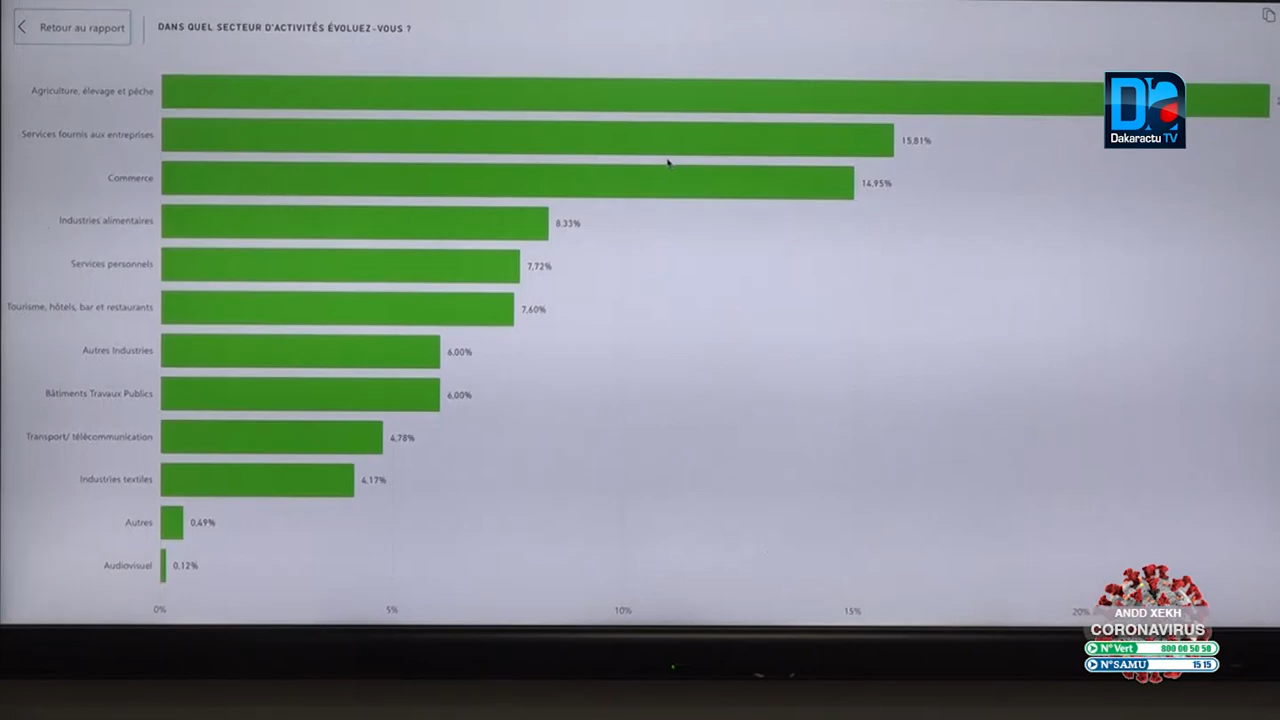 Retour au rapport
DANS QUEL SECTEUR D'ACTIVITÉS ÉVOLUEZ-VOUS ?
Agriculture, élevage et pêche
Services fournis aux entreprises 15,81%
Commerce 14,95%
Industries alimentaires 8,33%
Services personnels 7,72%
Tourisme, hôtels, bar et restaurants 7,60%
Autres Industries 6,00%
Bâtiments Travaux Publics 6,00%
Transport/ télécommunication 4,78%
Industries textiles 4,17%
Autres 0,49%
Audiovisuel 0,12%
0% 5% 10% 15% 20%
Dakaractu TV
ANDD XEKH
CORONAVIRUS
N° Vert 800 00 50 50
N°SAMU 15 15